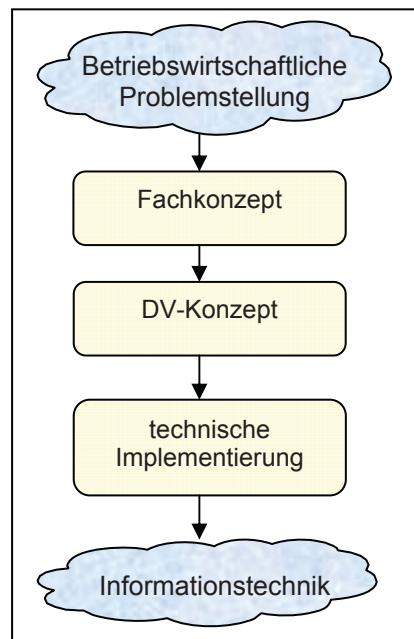 Betriebswirtschaftliche
Problemstellung
Fachkonzept
DV-Konzept
technische
Implementierung
Informationstechnik